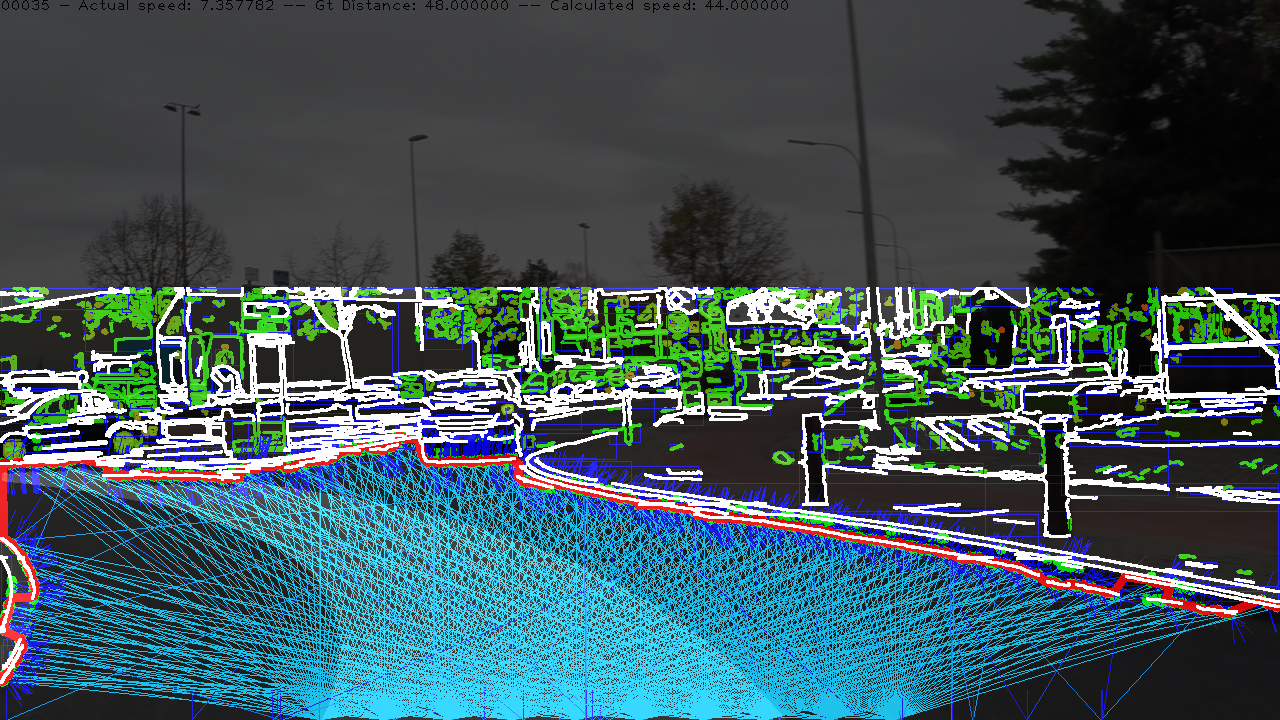 00035 - Actual speed: 7.357782 -- Gt Distance: 48.000000 -- Calculated speed: 44.000000